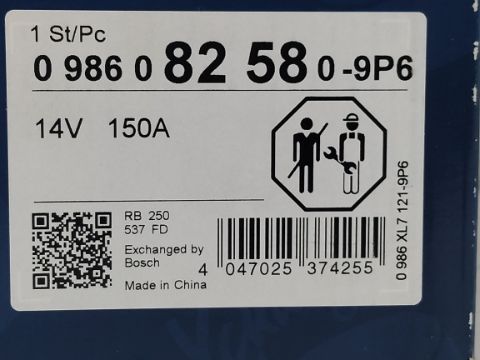 1 St/Pc
0 986 0 82 58 0 -9P6
14V 150A
RB 250
537 FD
Exchanged by
Bosch
Made in China
4 047025 374255
0 986 XL7 121-9P6